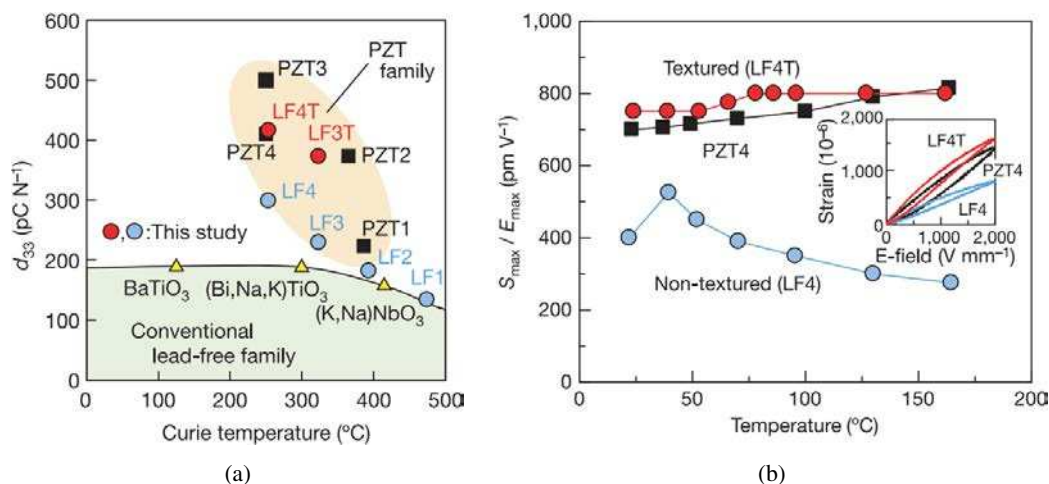 600
500
400
300
200
100
0
d33 (pC N−1)
PZT3
PZT
family
LF4T
LF3T
PZT4
PZT2
LF4
LF3
PZT1
LF2
LF1
,  :This study
BaTiO3
(Bi,Na,K)TiO3
(K,Na)NbO3
Conventional
lead-free family
0
100
200
300
400
500
Curie temperature (ºC)
(a)
1,000
800
600
400
200
0
Smax / Emax (pm V−1)
Textured (LF4T)
PZT4
Non-textured (LF4)
2,000
1,000
0
Strain (10−6)
LF4T
PZT4
LF4
0
1,000
2,000
E-field (V mm−1)
0
50
100
150
200
Temperature (ºC)
(b)